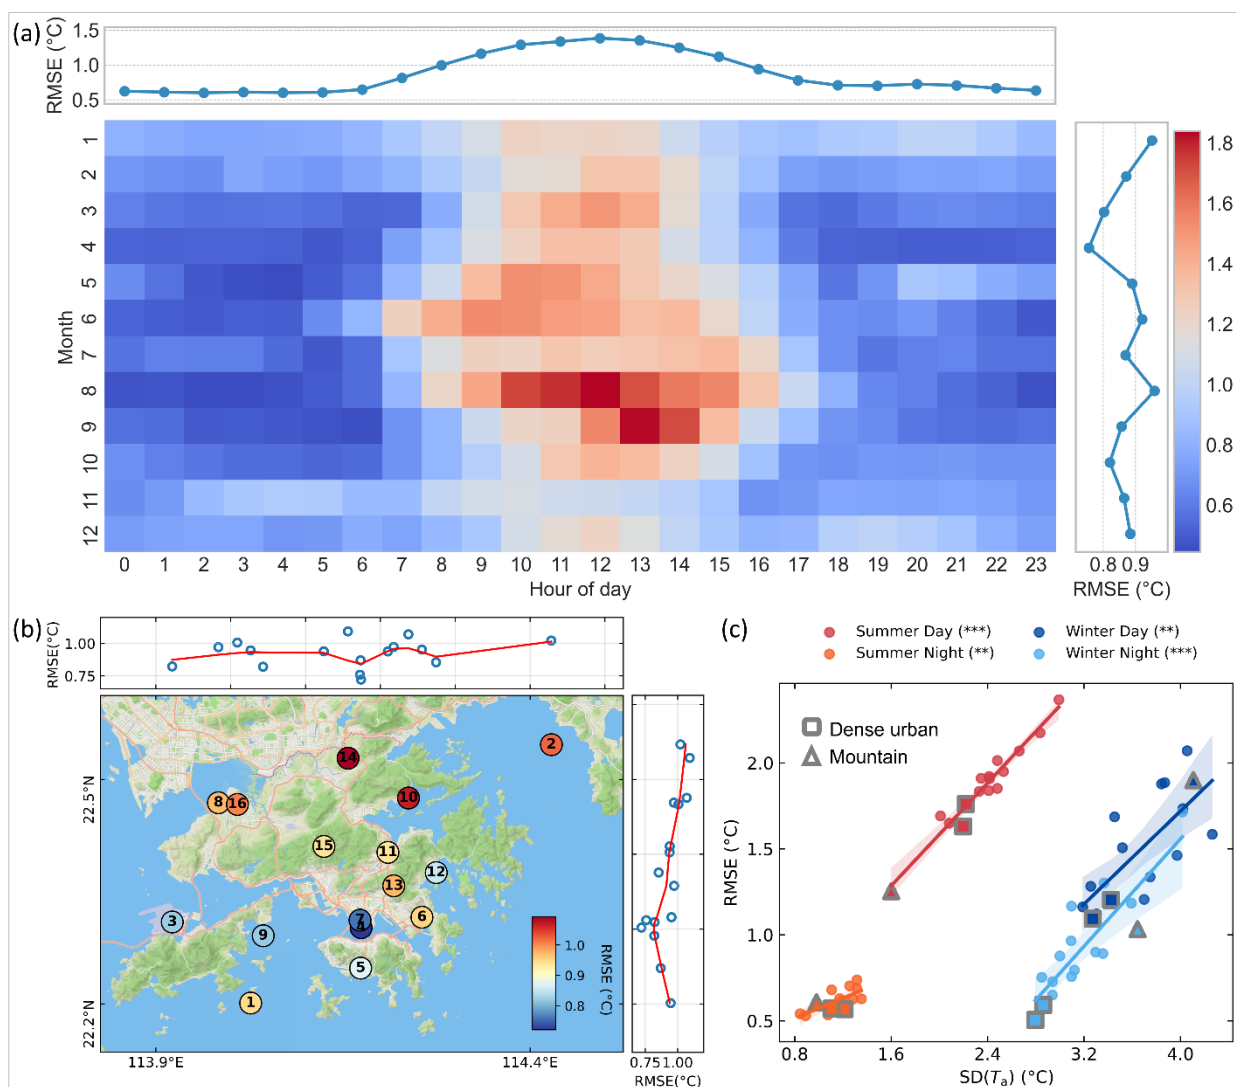 (a)
RMSE (°C)
1.5
1.0
0.5
Month
1
2
3
4
5
6
7
8
9
10
11
12
0 1 2 3 4 5 6 7 8 9 10 11 12 13 14 15 16 17 18 19 20 21 22 23
Hour of day
0.8 0.9
RMSE (°C)
1.8
1.6
1.4
1.2
1.0
0.8
0.6
(b)
RMSE(°C)
1.00
0.75
22.5°N
22.2°N
14
2
8 16
10
15
11
13
12
3
7
4
6
9
5
1
1.0
0.9
0.8
RMSE (°C)
113.9°E 114.4°E
0.75 1.00
RMSE(°C)
(c)
Summer Day (***) Winter Day (**)
Summer Night (**) Winter Night (***)
Dense urban
Mountain
RMSE (°C)
2.0
1.5
1.0
0.5
0.8 1.6 2.4 3.2 4.0
SD(Ta) (°C)